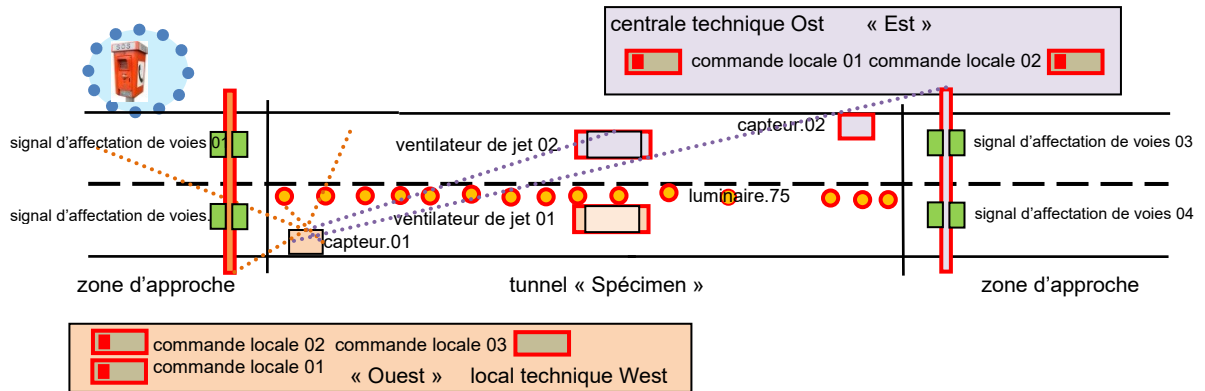 centrale technique Ost « Est »
commande locale 01 commande locale 02
SOS
signal d’affectation de voies 01
ventilateur de jet 02
capteur.02
signal d’affectation de voies 03
luminaire.75
signal d’affectation de voies.
ventilateur de jet 01
signal d’affectation de voies 04
capteur.01
zone d’approche
tunnel « Spécimen »
zone d’approche
commande locale 02 commande locale 03
commande locale 01
« Ouest » local technique West